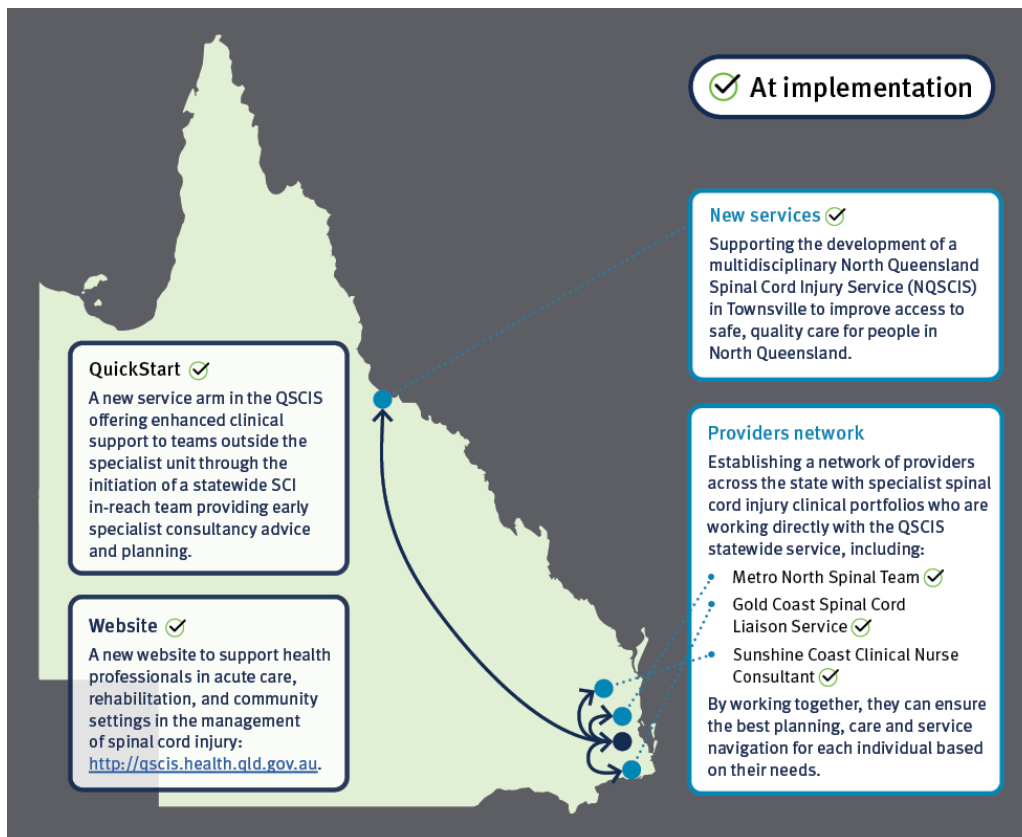 At implementation
New services
Supporting the development of a
multidisciplinary North Queensland
Spinal Cord Injury Service (NQSCIS)
in Townsville to improve access to
safe, quality care for people in
North Queensland.
QuickStart
A new service arm in the QSCIS
offering enhanced clinical
support to teams outside the
specialist unit through the
initiation of a statewide SCI
in-reach team providing early
specialist consultancy advice
and planning.
Providers network
Establishing a network of providers
across the state with specialist spinal
cord injury clinical portfolios who are
working directly with the QSCIS
statewide service, including:
• Metro North Spinal Team
• Gold Coast Spinal Cord
Liaison Service
• Sunshine Coast Clinical Nurse
Consultant
By working together, they can ensure
the best planning, care and service
navigation for each individual based
on their needs.
Website
A new website to support health
professionals in acute care,
rehabilitation, and community
settings in the management
of spinal cord injury:
http://qscis.health.qld.gov.au.